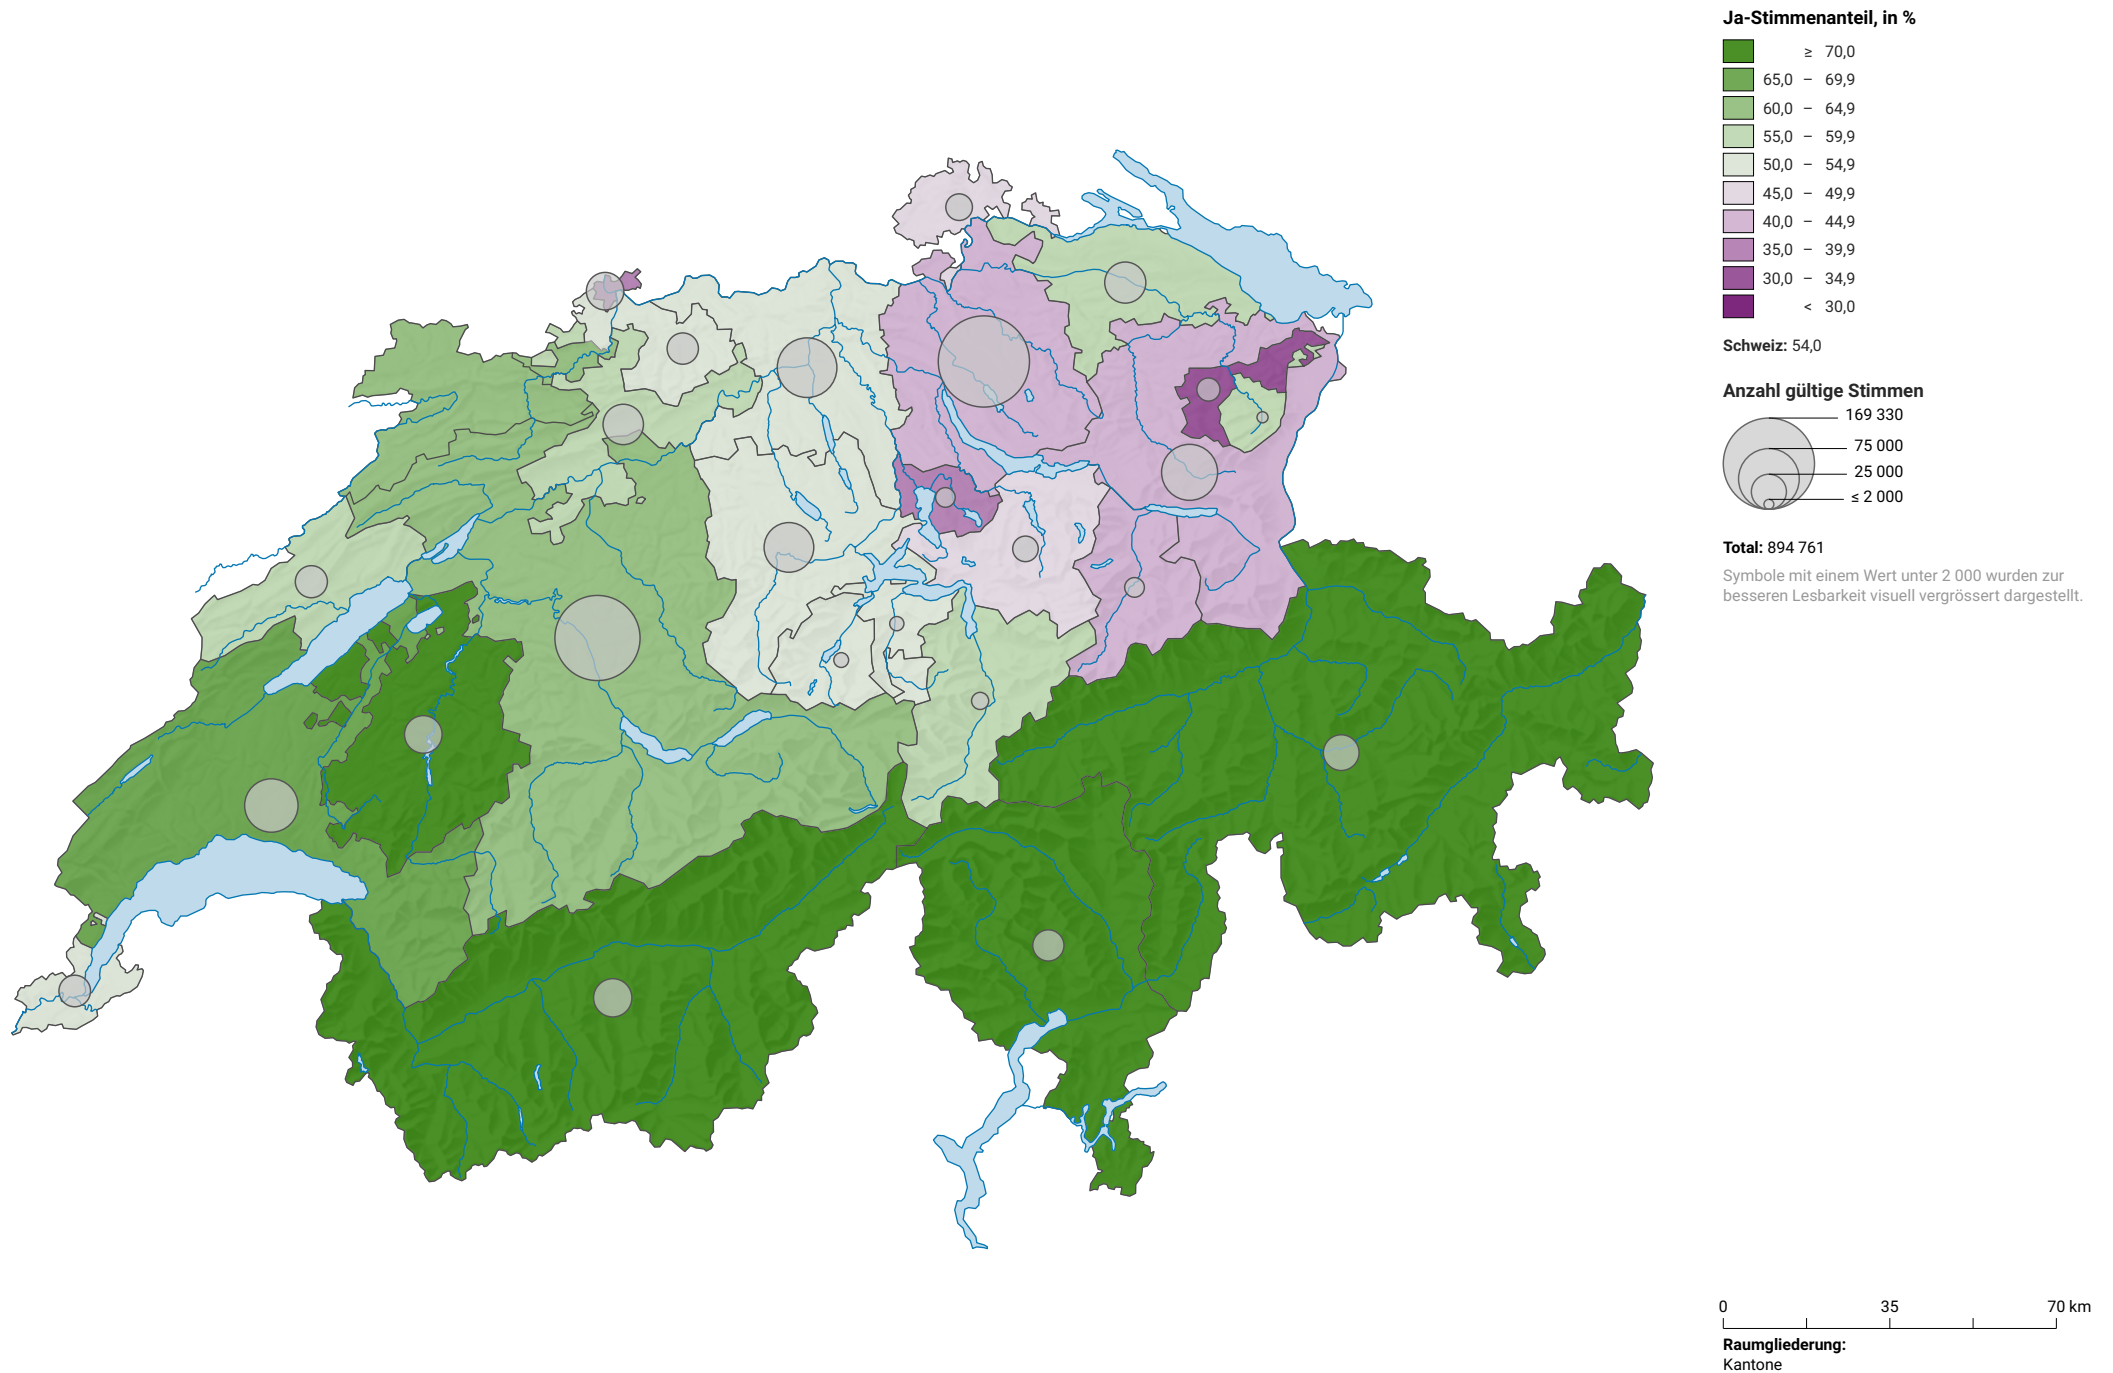 Ja-Stimmenanteil, in %
≥ 70,0
65,0 – 69,9
60,0 – 64,9
55,0 – 59,9
50,0 – 54,9
45,0 – 49,9
40,0 – 44,9
35,0 – 39,9
30,0 – 34,9
< 30,0
Schweiz: 54,0
Anzahl gültige Stimmen
169 330
75 000
25 000
≤ 2 000
Total: 894 761
Symbole mit einem Wert unter 2 000 wurden zur
besseren Lesbarkeit visuell vergrössert dargestellt.
0 35 70 km
Raumgliederung:
Kantone